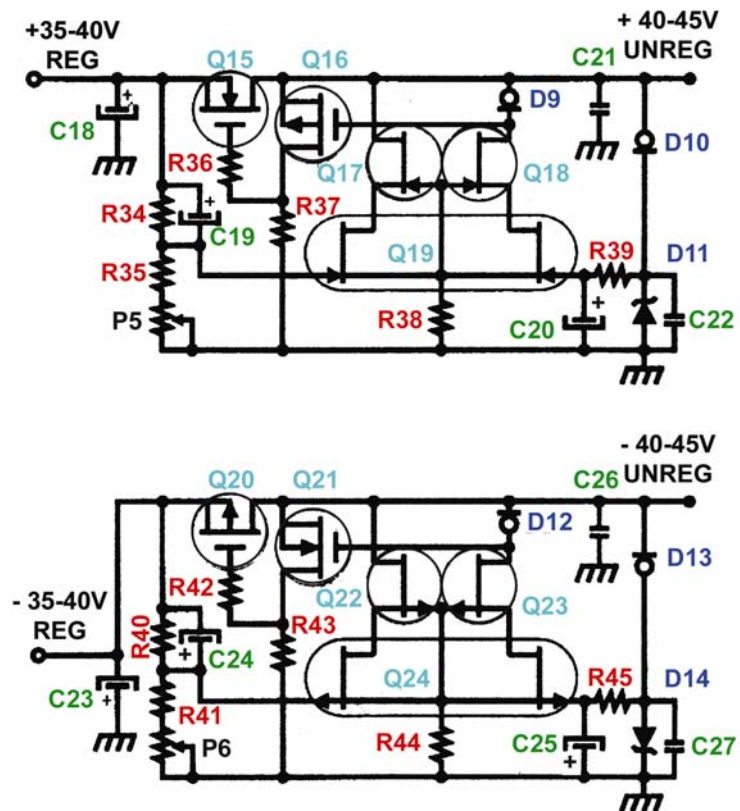 +35-40V
REG
Q15
Q16
C21
+ 40-45V
UNREG
D9
D10
C18
R36
Q17
Q18
R34
C19
R37
R35
Q19
R39
D11
P5
R38
C20
C22
- 40-45V
UNREG
Q20
Q21
C26
D12
D13
R42
- 35-40V
REG
R40
C24
R43
Q22
Q23
C23
R41
Q24
R45
D14
P6
R44
C25
C27